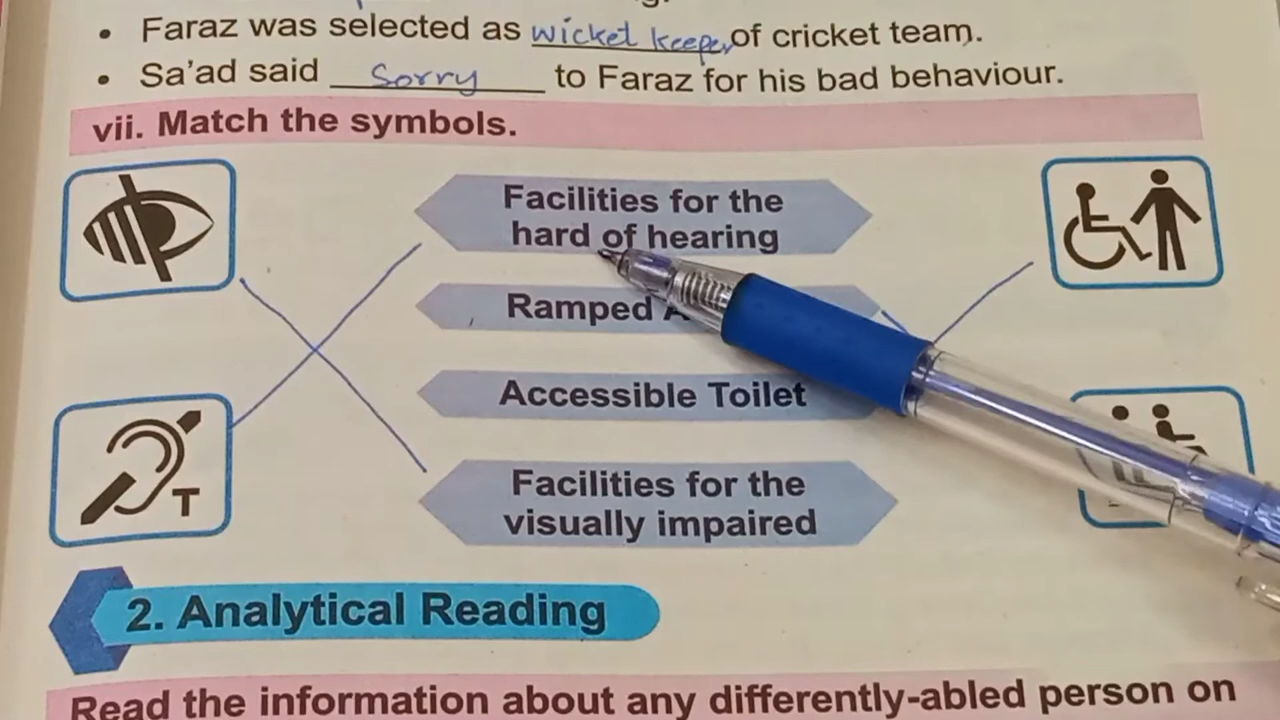 • Faraz was selected as wicket keeper of cricket team.
• Sa'ad said Sorry to Faraz for his bad behaviour.
vii. Match the symbols.
Facilities for the
hard of hearing
Ramped
Accessible Toilet
Facilities for the
visually impaired
T
2. Analytical Reading
Read the information about any differently-abled person on